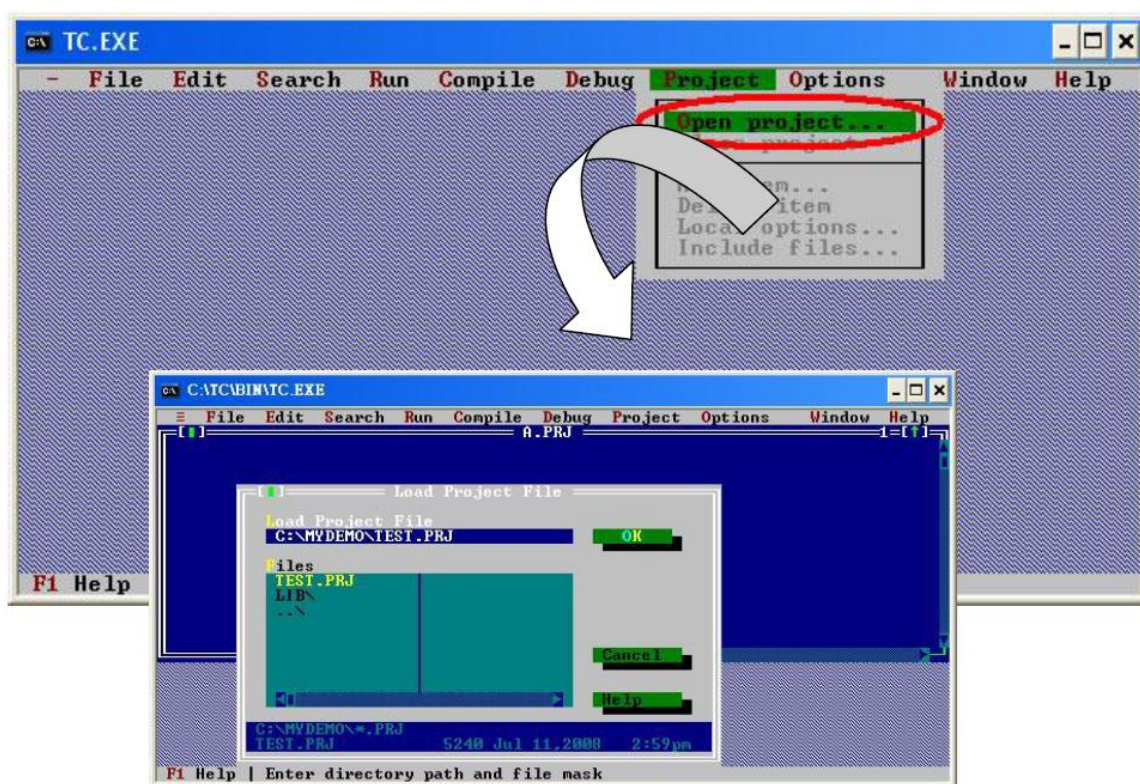 TC.EXE
- File Edit Search Run Compile Debug Project Options Window Help
Open project...
project
...
item
options...
Include files...
F1 Help
C:\TC\BIN\TC.EXE
≡ File Edit Search Run Compile Debug Project Options Window Help
A.PRJ 1=[↑]
Load Project File
Load Project File
C:\MYDEMO\TEST.PRJ
OK
Files
TEST.PRJ
LIB\
..\
Cancel
Help
C:\MYDEMO\*.PRJ
TEST.PRJ 5240 Jul 11,2008 2:59pm
F1 Help | Enter directory path and file mask